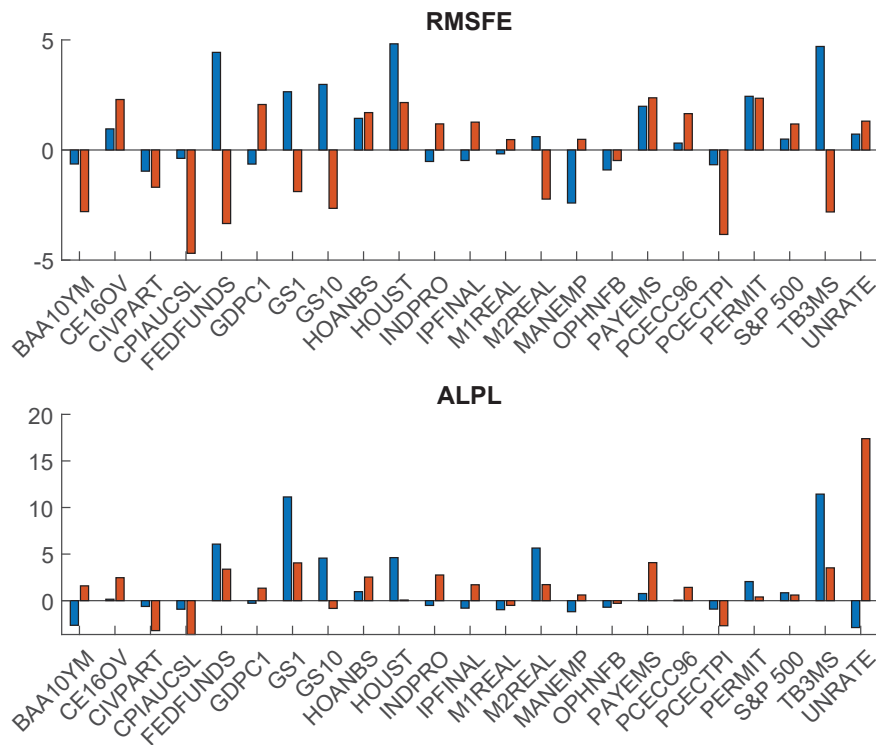 RMSFE
5
0
-5
BAA10YM
CE16OV
CIVPART
CPIAUCSL
FEDFUNDS
GDPC1
GS1
GS10
HOANBS
HOUST
INDPRO
IPFINAL
M1REAL
M2REAL
MANEMP
OPHNFB
PAYEMS
PCECC96
PCECTPI
PERMIT
S&P 500
TB3MS
UNRATE
ALPL
20
15
10
5
0
BAA10YM
CE16OV
CIVPART
CPIAUCSL
FEDFUNDS
GDPC1
GS1
GS10
HOANBS
HOUST
INDPRO
IPFINAL
M1REAL
M2REAL
MANEMP
OPHNFB
PAYEMS
PCECC96
PCECTPI
PERMIT
S&P 500
TB3MS
UNRATE